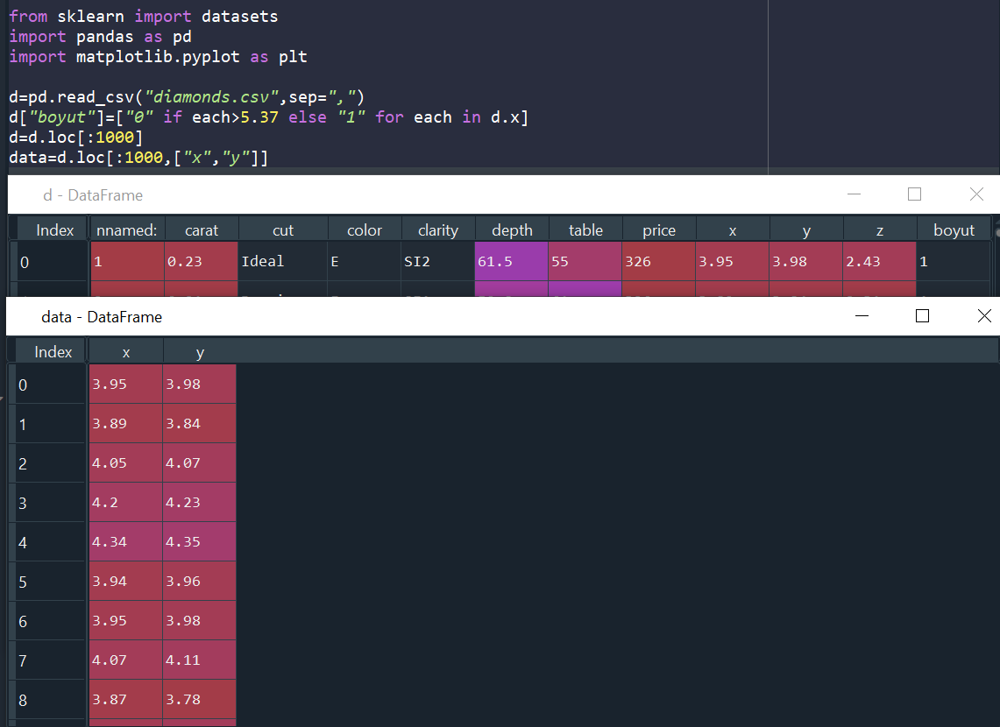 from sklearn import datasets
import pandas as pd
import matplotlib.pyplot as plt
d=pd.read_csv("diamonds.csv",sep=",")
d["boyut"]=["0" if each>5.37 else "1" for each in d.x]
d=d.loc[:1000]
data=d.loc[:1000,["x","y"]]
d - DataFrame
Index nnamed: carat cut color clarity depth table price x y z boyut
0 1 0.23 Ideal E SI2 61.5 55 326 3.95 3.98 2.43 1
data - DataFrame
Index x y
0 3.95 3.98
1 3.89 3.84
2 4.05 4.07
3 4.2 4.23
4 4.34 4.35
5 3.94 3.96
6 3.95 3.98
7 4.07 4.11
8 3.87 3.78